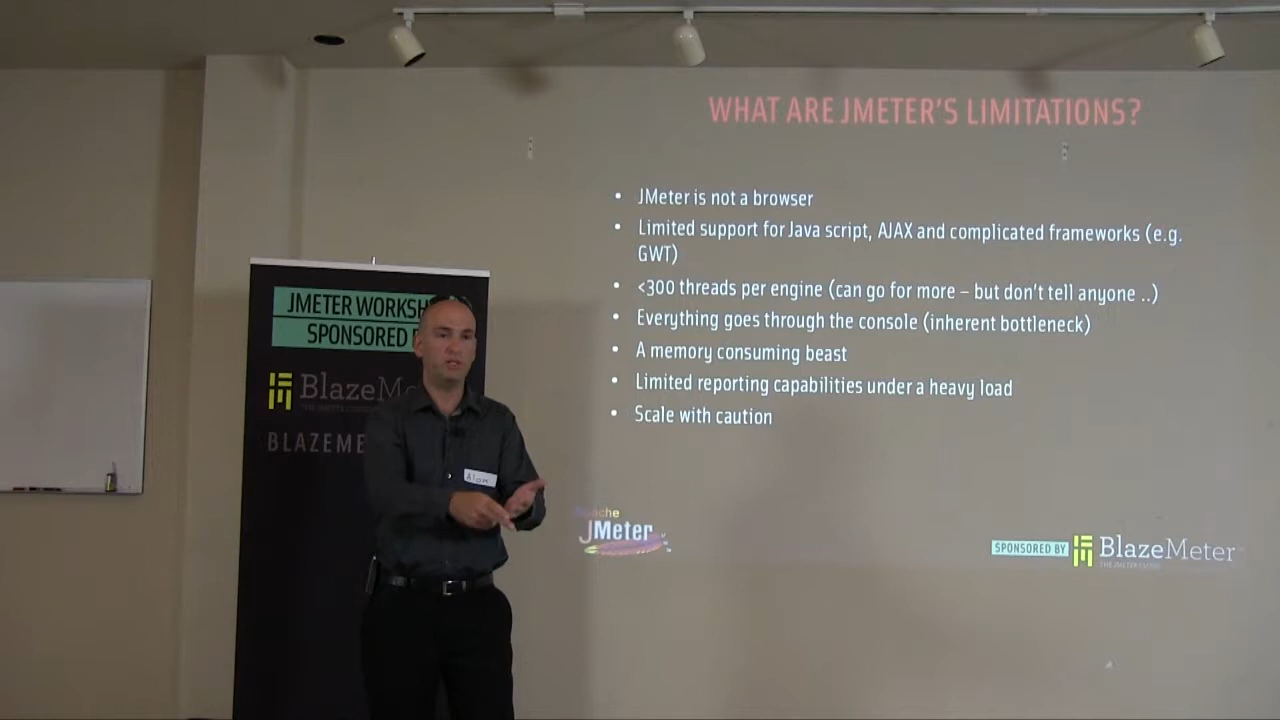 WHAT ARE JMETER'S LIMITATIONS?
• JMeter is not a browser
• Limited support for Java script, AJAX and complicated frameworks (e.g.
GWT)
• <300 threads per engine (can go for more – but don't tell anyone ..)
• Everything goes through the console (inherent bottleneck)
• A memory consuming beast
• Limited reporting capabilities under a heavy load
• Scale with caution
JMETER WORKSH
SPONSORED
BlazeMe
BLAZEME
Alon
Apache
JMeter
SPONSORED BY
BlazeMeter